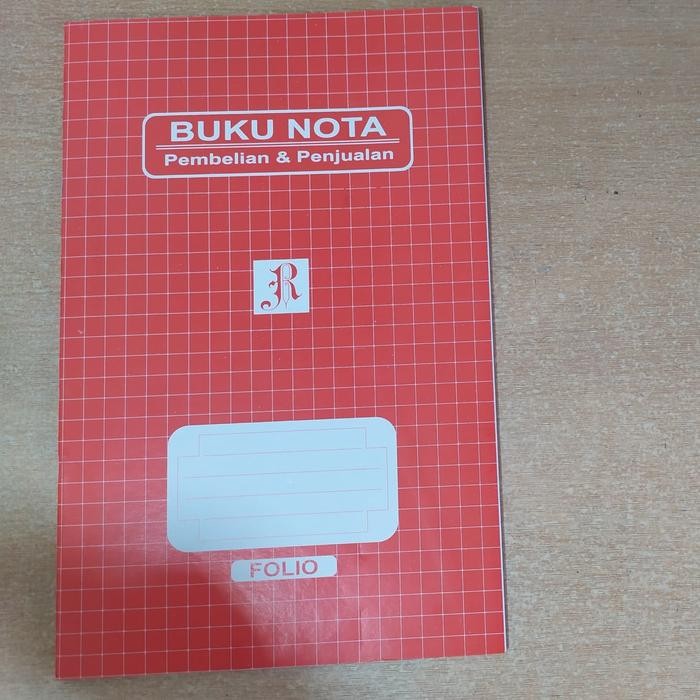 BUKU NOTA
Pembelian & Penjualan
R
FOLIO